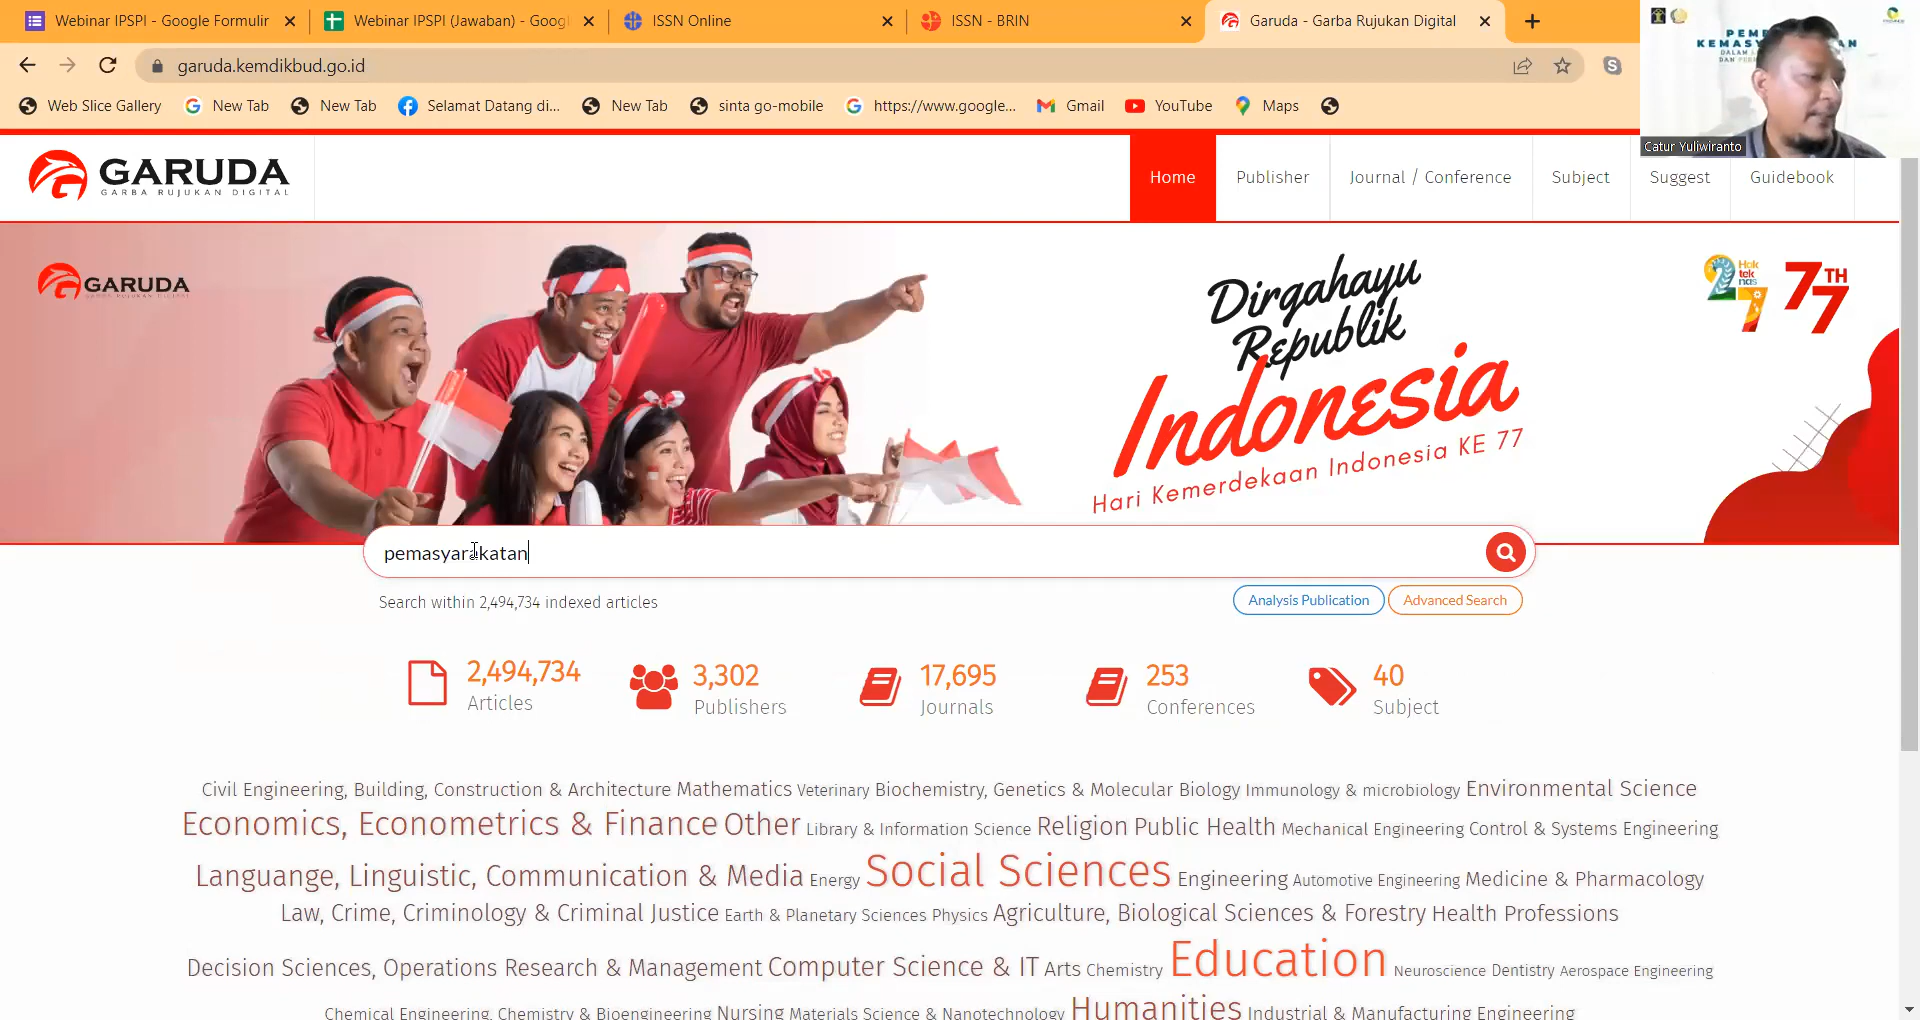 Webinar IPSPI - Google Formulir
Webinar IPSPI (Jawaban) - Goog
ISSN Online
ISSN - BRIN
Garuda - Garba Rujukan Digital
garuda.kemdikbud.go.id
Web Slice Gallery
New Tab
New Tab
Selamat Datang di...
New Tab
sinta go-mobile
https://www.google...
Gmail
YouTube
Maps
Catur Yuliwiranto
GARUDA
GARBA RUJUKAN DIGITAL
Home
Publisher
Journal / Conference
Subject
Suggest
Guidebook
GARUDA
Dirgahayu
Republik
Indonesia
Hari Kemerdekaan Indonesia KE 77
Hak
tek
nas
27
77TH
pemasyarakatan
Search within 2,494,734 indexed articles
Analysis Publication
Advanced Search
2,494,734
Articles
3,302
Publishers
17,695
Journals
253
Conferences
40
Subject
Civil Engineering, Building, Construction & Architecture Mathematics Veterinary Biochemistry, Genetics & Molecular Biology Immunology & microbiology Environmental Science
Economics, Econometrics & Finance Other Library & Information Science Religion Public Health Mechanical Engineering Control & Systems Engineering
Languange, Linguistic, Communication & Media Energy Social Sciences Engineering Automotive Engineering Medicine & Pharmacology
Law, Crime, Criminology & Criminal Justice Earth & Planetary Sciences Physics Agriculture, Biological Sciences & Forestry Health Professions
Decision Sciences, Operations Research & Management Computer Science & IT Arts Chemistry Education Neuroscience Dentistry Aerospace Engineering
Chemical Engineering, Chemistry & Bioengineering Nursing Materials Science & Nanotechnology Humanities Industrial & Manufacturing Engineering